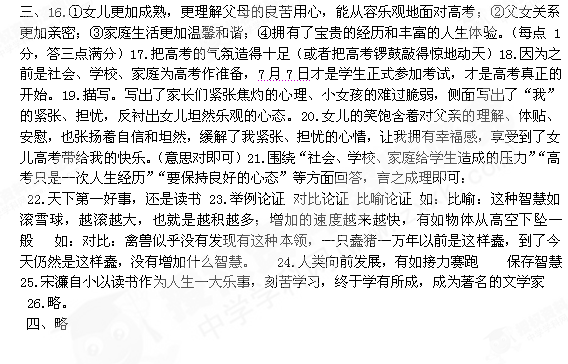 三、16.①女儿更加成熟，更理解父母的良苦用心，能从容乐观地面对高考；②父女关系
更加亲密；③家庭生活更加温馨和谐；④拥有了宝贵的经历和丰富的人生体验。（每点 1
分，答三点满分）17.把高考的气氛造得十足（或者把高考锣鼓敲得惊地动天）18.因为之
前是社会、学校、家庭为高考作准备，7月7日才是学生正式参加考试，才是高考真正的
开始。19.描写。写出了家长们紧张焦灼的心理、小女孩的难过脆弱，侧面写出了“我”
的紧张、担忧，反衬出女儿坦然乐观的心态。20.女儿的笑饱含着对父亲的理解、体贴、
安慰，也张扬着自信和坦然，缓解了我紧张、担忧的心情，让我拥有幸福感，享受到了女
儿高考带给我的快乐。（意思对即可）21.围绕“社会、学校、家庭给学生造成的压力”“高
考只是一次人生经历”“要保持良好的心态”等方面回答，言之成理即可:
22.天下第一好事，还是读书 23.举例论证 对比论证 比喻论证 如：比喻：这种智慧如
滚雪球，越滚越大，也就是越积越多；增加的速度越来越快，有如物体从高空下坠一
般 如：对比：禽兽似乎没有发现有这种本领，一只蠢猪一万年以前是这样蠢，到了今
天仍然是这样蠢，没有增加什么智慧。 24.人类向前发展，有如接力赛跑 保存智慧
25.宋濂自小以读书作为人生一大乐事，刻苦学习，终于学有所成，成为著名的文学家
26.略。
四、略